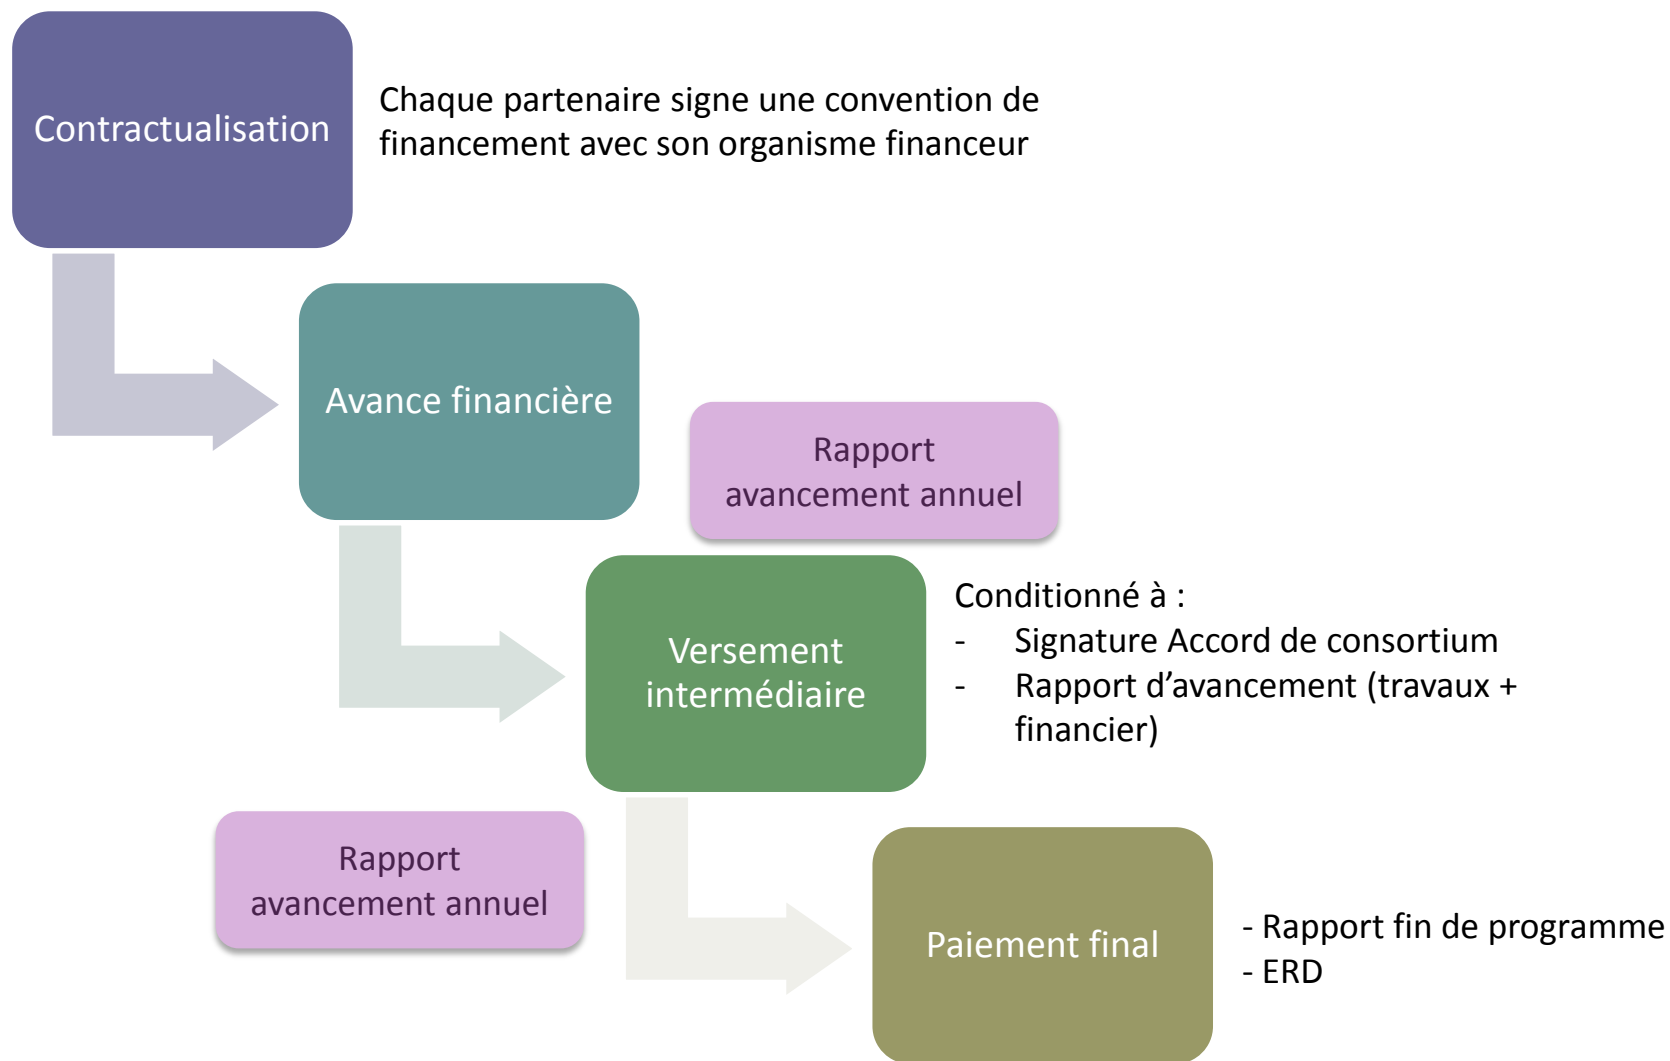 Contractualisation
Chaque partenaire signe une convention de
financement avec son organisme financeur
Avance financière
Rapport
avancement annuel
Versement
intermédiaire
Conditionné à :
- Signature Accord de consortium
- Rapport d’avancement (travaux +
financier)
Rapport
avancement annuel
Paiement final
- Rapport fin de programme
- ERD